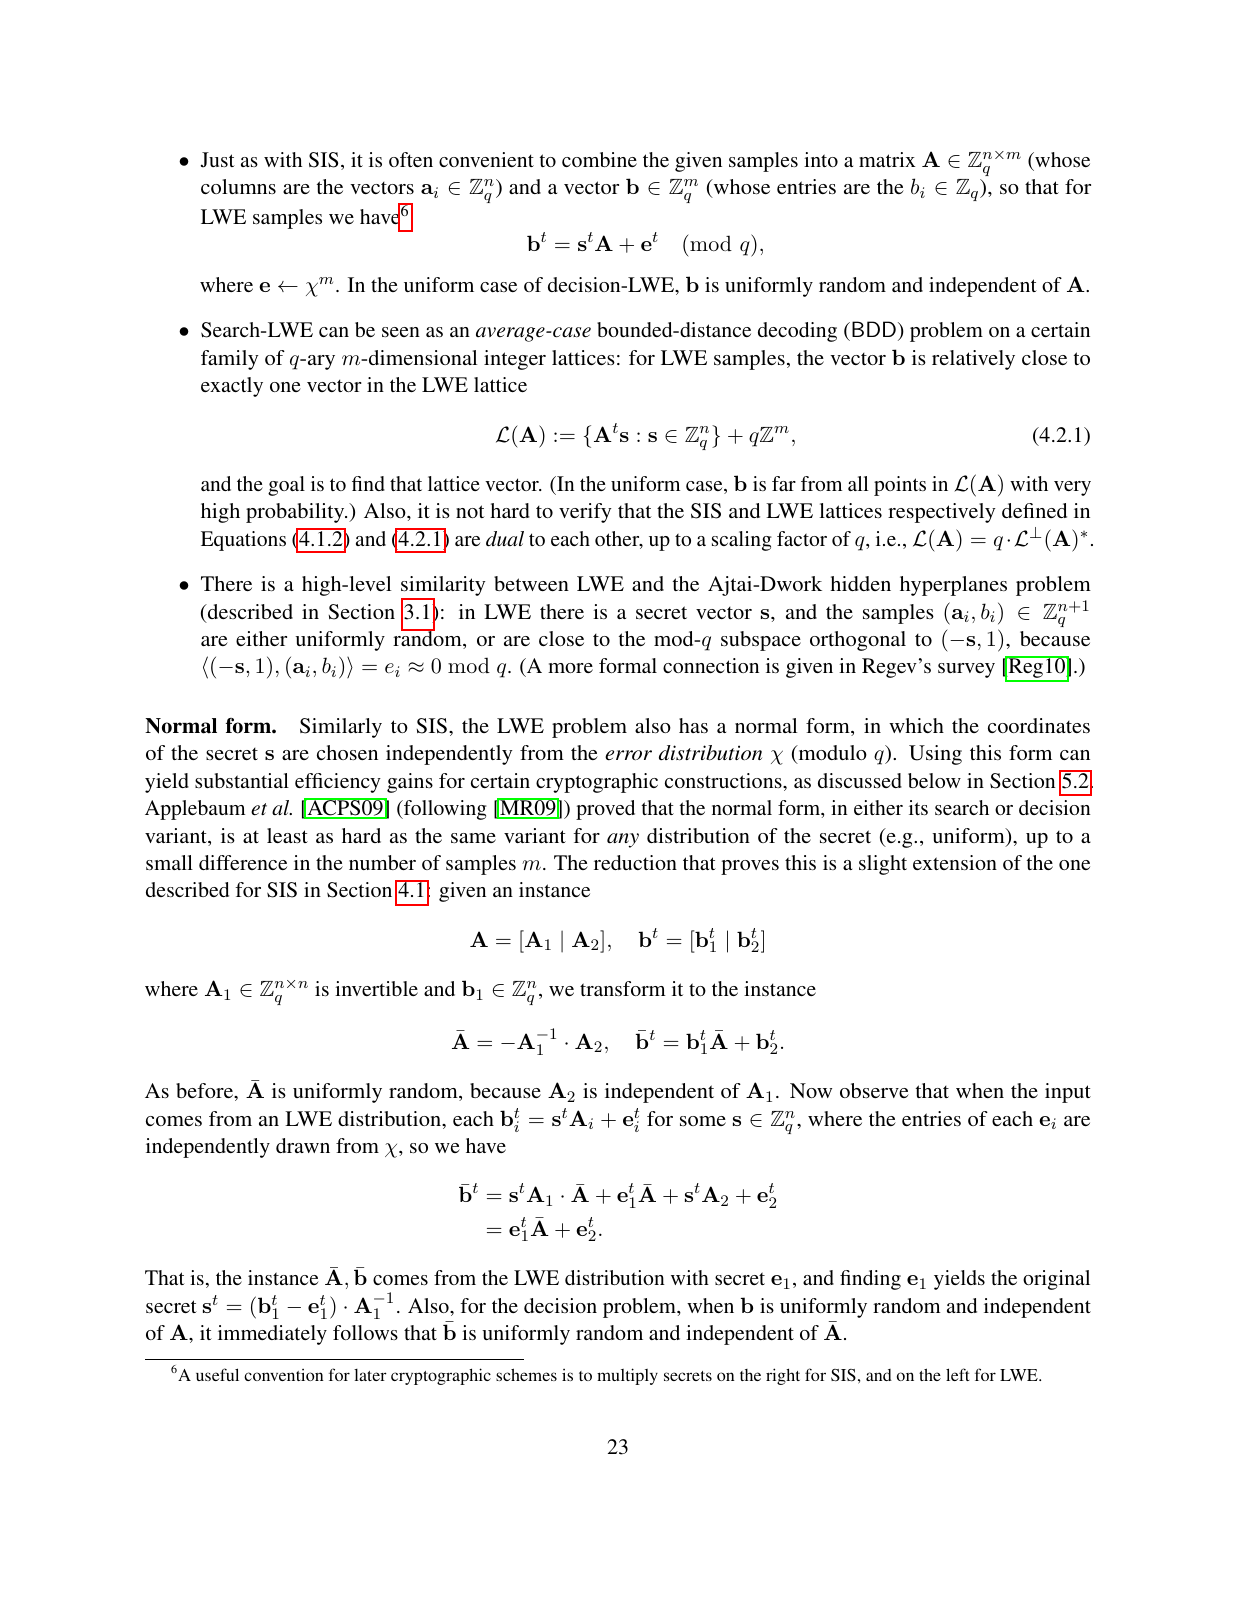 • Just as with SIS, it is often convenient to combine the given samples into a matrix A ∈ ℤ_q^{n×m} (whose
columns are the vectors a_i ∈ ℤ_q^n) and a vector b ∈ ℤ_q^m (whose entries are the b_i ∈ ℤ_q), so that for
LWE samples we have^6
b^t = s^t A + e^t (mod q),
where e ← χ^m. In the uniform case of decision-LWE, b is uniformly random and independent of A.
• Search-LWE can be seen as an average-case bounded-distance decoding (BDD) problem on a certain
family of q-ary m-dimensional integer lattices: for LWE samples, the vector b is relatively close to
exactly one vector in the LWE lattice
ℒ(A) := {A^t s : s ∈ ℤ_q^n} + qℤ^m, (4.2.1)
and the goal is to find that lattice vector. (In the uniform case, b is far from all points in ℒ(A) with very
high probability.) Also, it is not hard to verify that the SIS and LWE lattices respectively defined in
Equations (4.1.2) and (4.2.1) are dual to each other, up to a scaling factor of q, i.e., ℒ(A) = q·ℒ^⊥(A)^*.
• There is a high-level similarity between LWE and the Ajtai-Dwork hidden hyperplanes problem
(described in Section 3.1): in LWE there is a secret vector s, and the samples (a_i, b_i) ∈ ℤ_q^{n+1}
are either uniformly random, or are close to the mod-q subspace orthogonal to (−s, 1), because
⟨(−s, 1), (a_i, b_i)⟩ = e_i ≈ 0 mod q. (A more formal connection is given in Regev's survey [Reg10].)
Normal form. Similarly to SIS, the LWE problem also has a normal form, in which the coordinates
of the secret s are chosen independently from the error distribution χ (modulo q). Using this form can
yield substantial efficiency gains for certain cryptographic constructions, as discussed below in Section 5.2.
Applebaum et al. [ACPS09] (following [MR09]) proved that the normal form, in either its search or decision
variant, is at least as hard as the same variant for any distribution of the secret (e.g., uniform), up to a
small difference in the number of samples m. The reduction that proves this is a slight extension of the one
described for SIS in Section 4.1: given an instance
A = [A_1 | A_2], b^t = [b_1^t | b_2^t]
where A_1 ∈ ℤ_q^{n×n} is invertible and b_1 ∈ ℤ_q^n, we transform it to the instance
Ā = −A_1^{−1} · A_2, b̄^t = b_1^t Ā + b_2^t.
As before, Ā is uniformly random, because A_2 is independent of A_1. Now observe that when the input
comes from an LWE distribution, each b_i^t = s^t A_i + e_i^t for some s ∈ ℤ_q^n, where the entries of each e_i are
independently drawn from χ, so we have
b̄^t = s^t A_1 · Ā + e_1^t Ā + s^t A_2 + e_2^t
= e_1^t Ā + e_2^t.
That is, the instance Ā, b̄ comes from the LWE distribution with secret e_1, and finding e_1 yields the original
secret s^t = (b_1^t − e_1^t) · A_1^{−1}. Also, for the decision problem, when b is uniformly random and independent
of A, it immediately follows that b̄ is uniformly random and independent of Ā.
^6A useful convention for later cryptographic schemes is to multiply secrets on the right for SIS, and on the left for LWE.
23